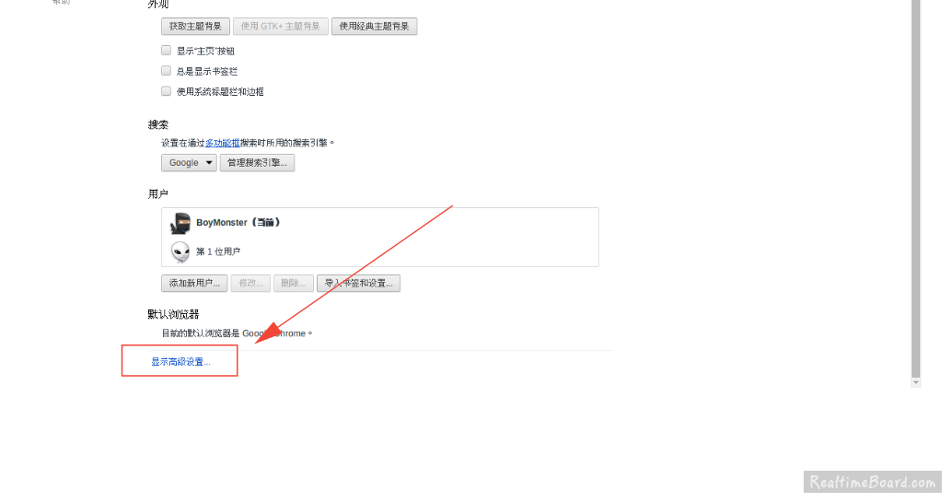 帮助
外观
获取主题背景 使用 GTK+ 主题背景 使用经典主题背景
显示“主页”按钮
总是显示书签栏
使用系统标题栏和边框
搜索
设置在通过多功能框搜索时所用的搜索引擎。
Google 管理搜索引擎...
用户
BoyMonster（当前）
第 1 位用户
添加新用户... 修改... 删除... 导入书签和设置...
默认浏览器
目前的默认浏览器是 Google Chrome。
显示高级设置...
RealtimeBoard.com